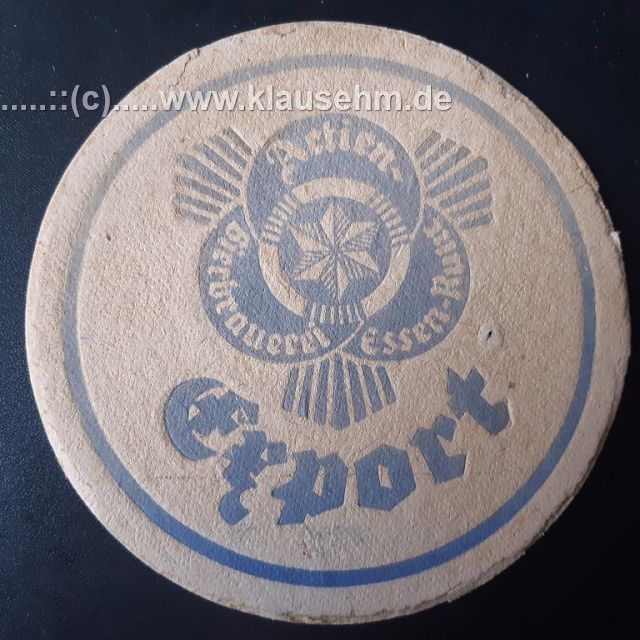 .....::(c).....www.klausehm.de
Actien-
Bierbrauerei
Essen-Ruhr
Export